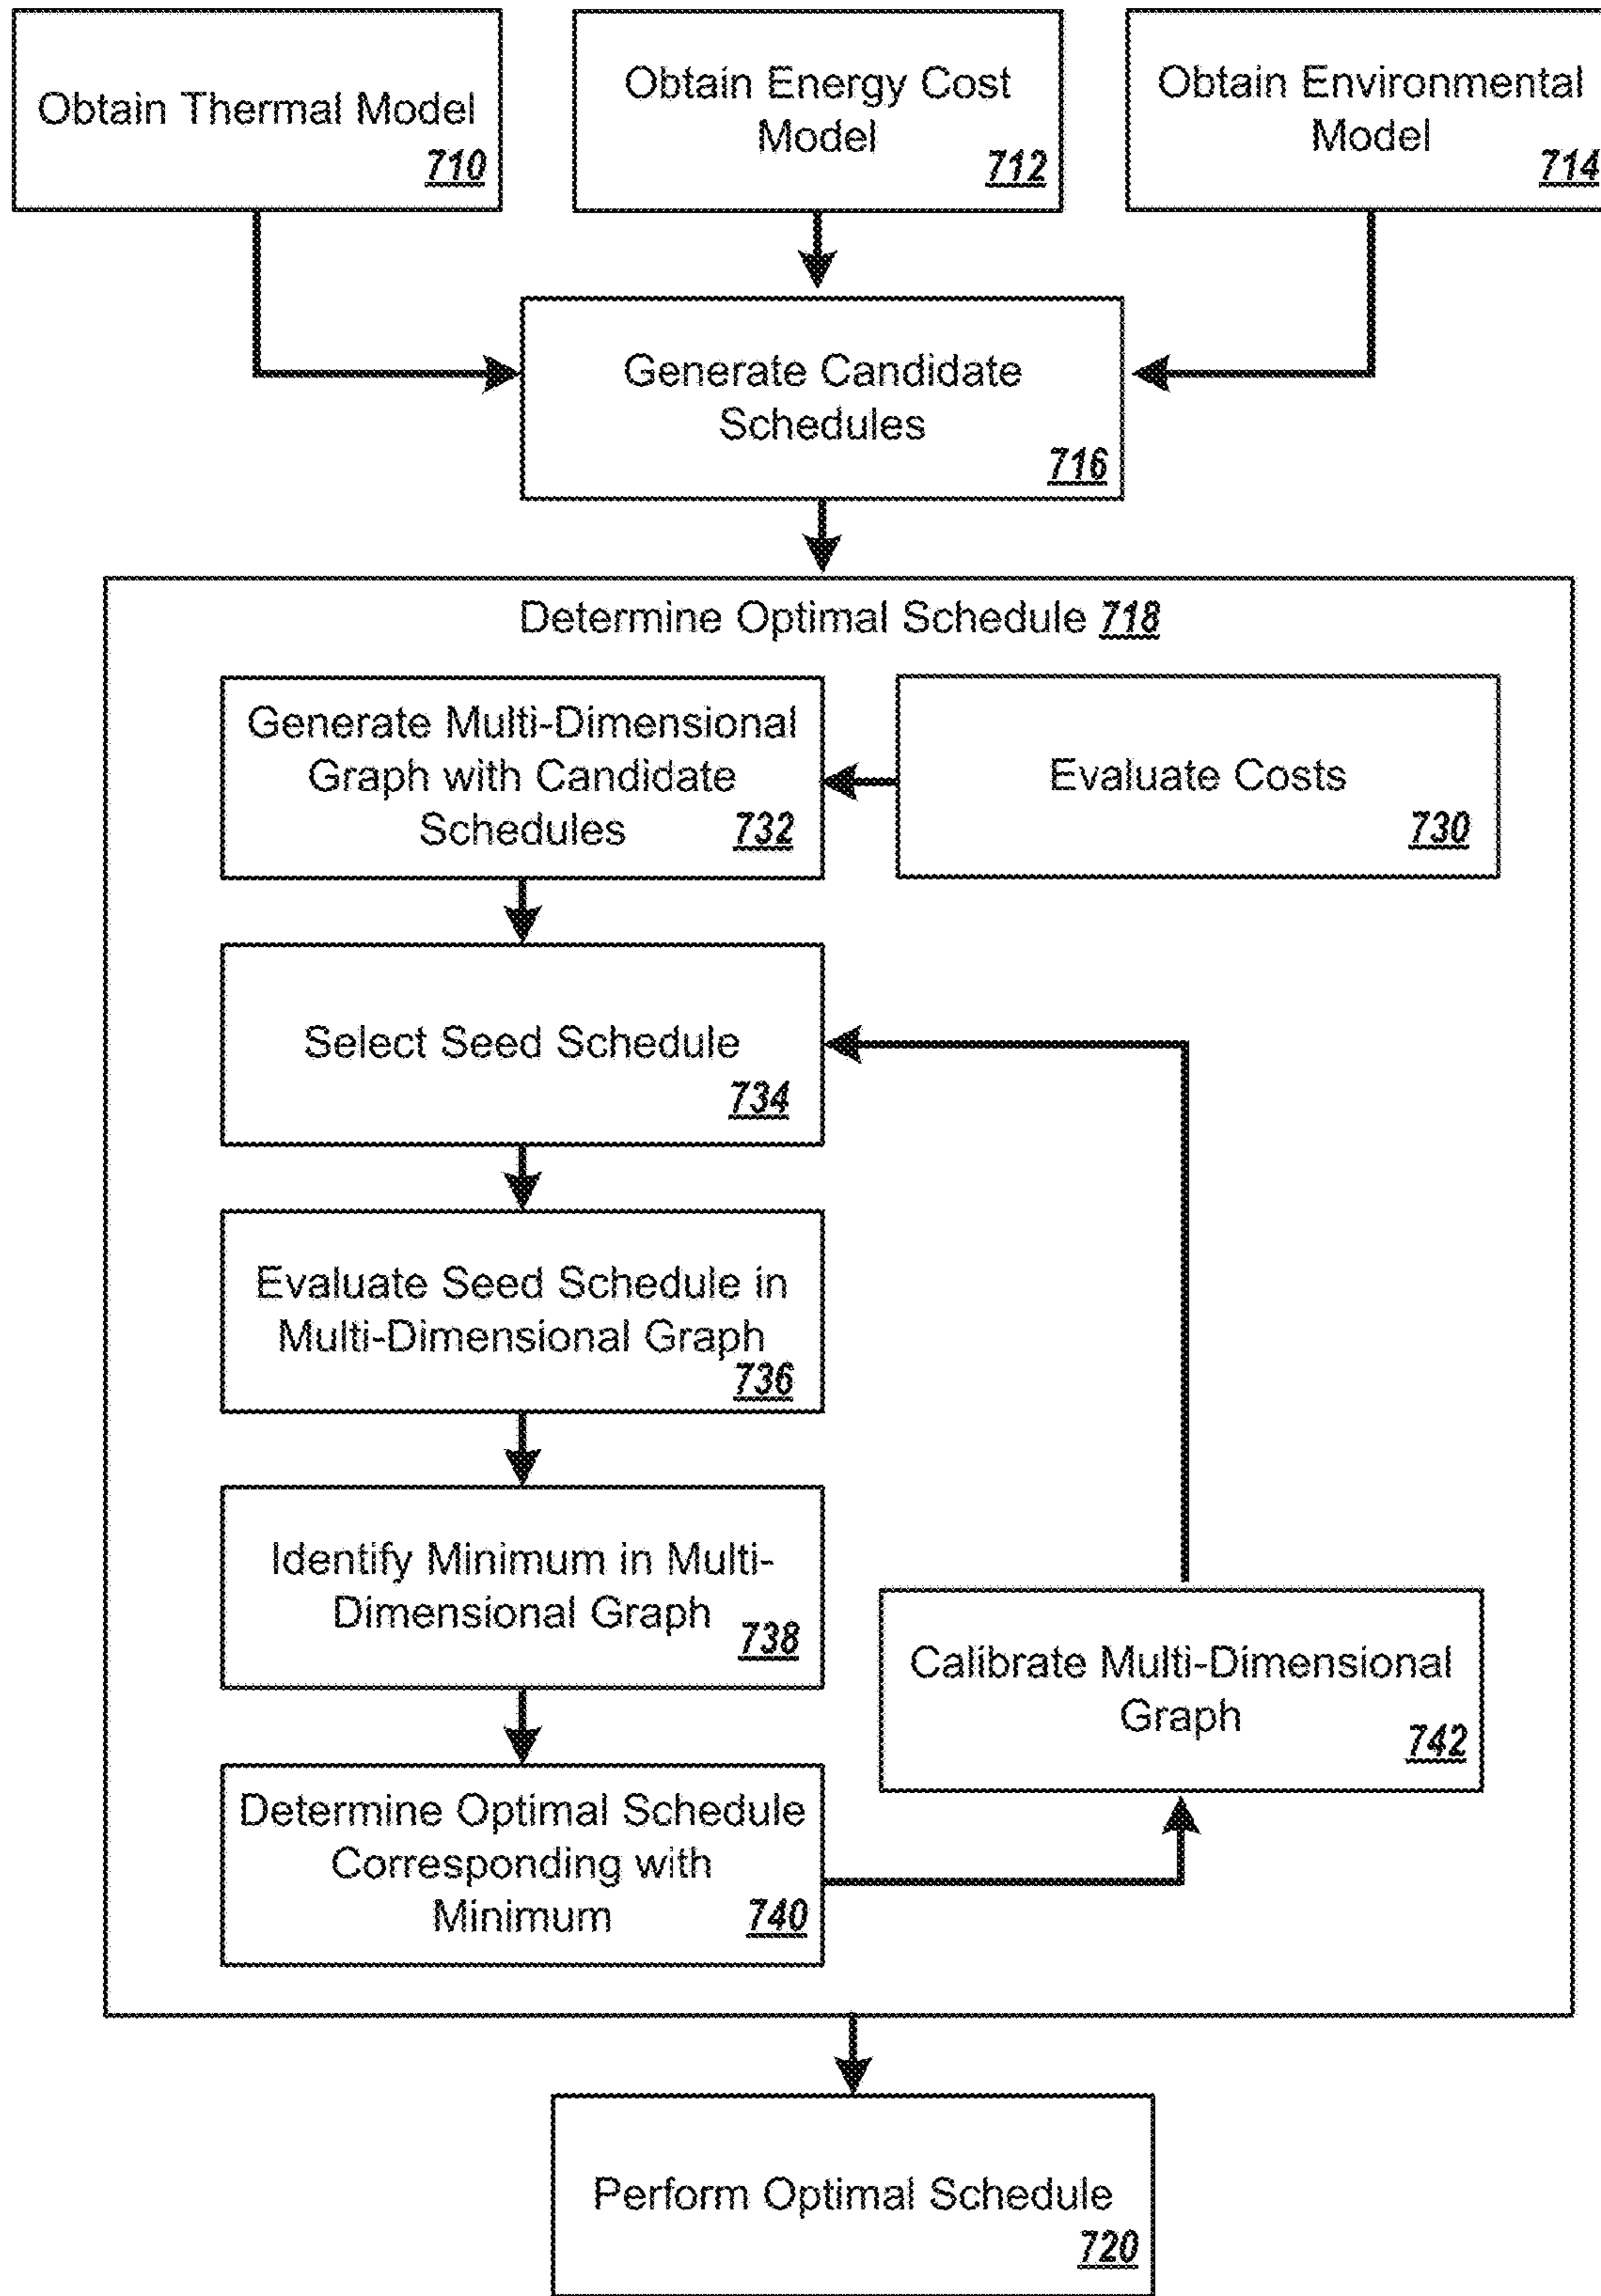 Obtain Thermal Model
710
Obtain Energy Cost
Model
712
Obtain Environmental
Model
714
Generate Candidate
Schedules
716
Determine Optimal Schedule 718
Generate Multi-Dimensional
Graph with Candidate
Schedules 732
Evaluate Costs
730
Select Seed Schedule
734
Evaluate Seed Schedule in
Multi-Dimensional Graph
736
Identify Minimum in Multi-
Dimensional Graph
738
Calibrate Multi-Dimensional
Graph
742
Determine Optimal Schedule
Corresponding with
Minimum 740
Perform Optimal Schedule
720